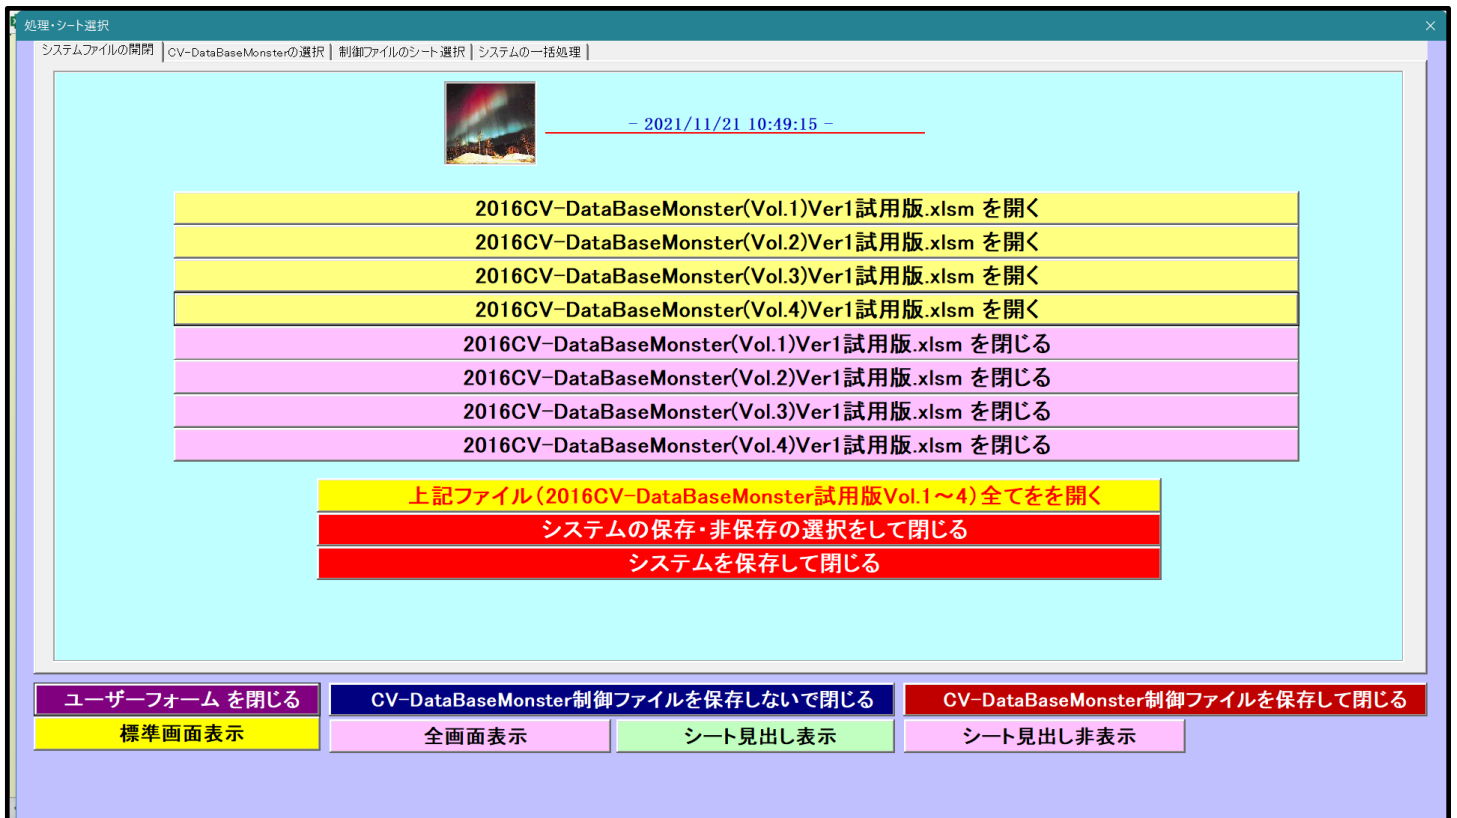 処理・シート選択
システムファイルの開閉 CV-DataBaseMonsterの選択 制御ファイルのシート選択 システムの一括処理
- 2021/11/21 10:49:15 -
2016CV-DataBaseMonster(Vol.1)Ver1試用版.xlsm を開く
2016CV-DataBaseMonster(Vol.2)Ver1試用版.xlsm を開く
2016CV-DataBaseMonster(Vol.3)Ver1試用版.xlsm を開く
2016CV-DataBaseMonster(Vol.4)Ver1試用版.xlsm を開く
2016CV-DataBaseMonster(Vol.1)Ver1試用版.xlsm を閉じる
2016CV-DataBaseMonster(Vol.2)Ver1試用版.xlsm を閉じる
2016CV-DataBaseMonster(Vol.3)Ver1試用版.xlsm を閉じる
2016CV-DataBaseMonster(Vol.4)Ver1試用版.xlsm を閉じる
上記ファイル(2016CV-DataBaseMonster試用版Vol.1～4)全てをを開く
システムの保存・非保存の選択をして閉じる
システムを保存して閉じる
ユーザーフォーム を閉じる CV-DataBaseMonster制御ファイルを保存しないで閉じる CV-DataBaseMonster制御ファイルを保存して閉じる
標準画面表示 全画面表示 シート見出し表示 シート見出し非表示